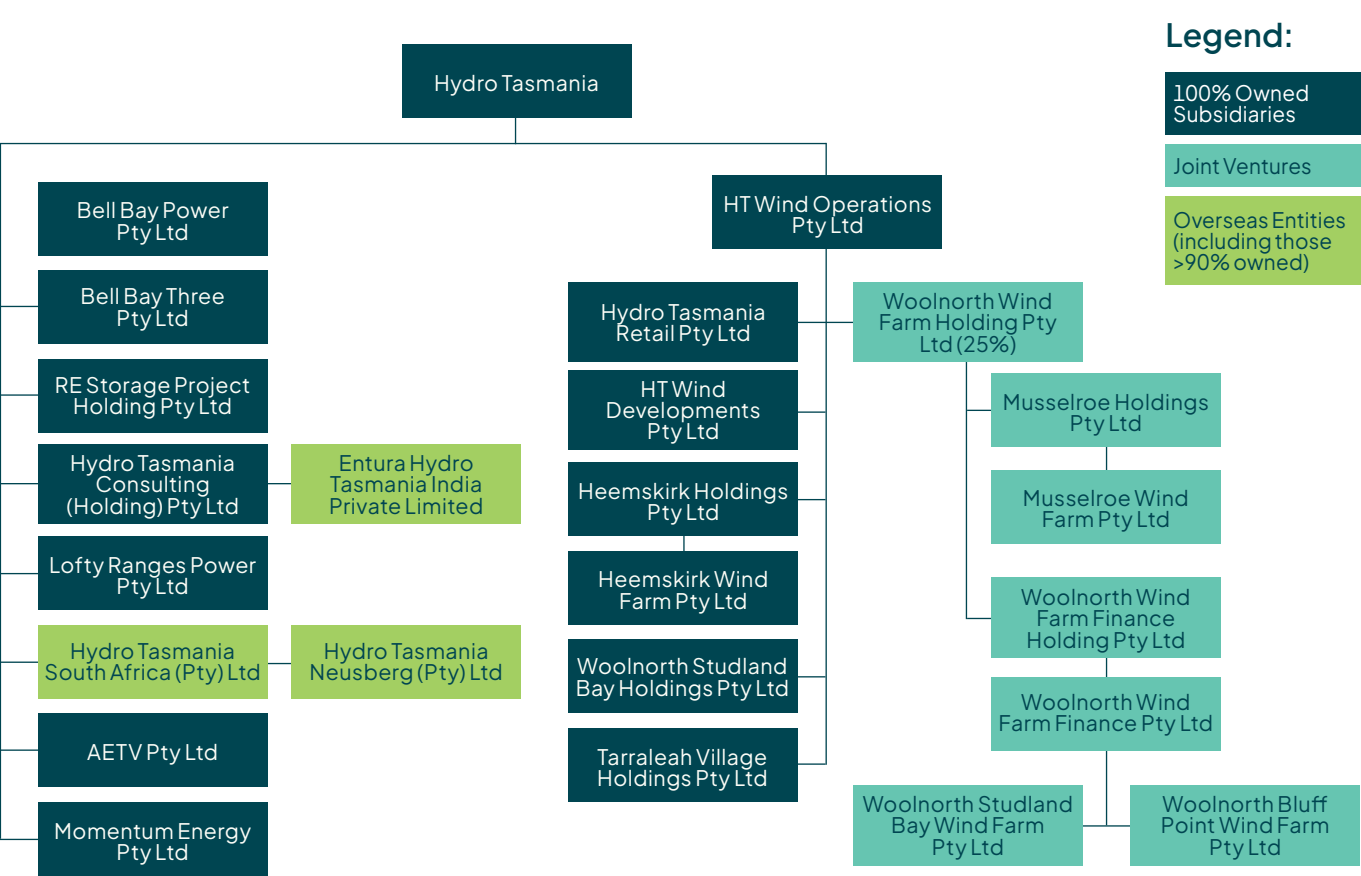 Legend:
100% Owned
Subsidiaries
Joint Ventures
Overseas Entities
(including those
>90% owned)
Hydro Tasmania
Bell Bay Power
Pty Ltd
Bell Bay Three
Pty Ltd
RE Storage Project
Holding Pty Ltd
Hydro Tasmania
Consulting
(Holding) Pty Ltd
Entura Hydro
Tasmania India
Private Limited
Lofty Ranges Power
Pty Ltd
Hydro Tasmania
South Africa (Pty) Ltd
Hydro Tasmania
Neusberg (Pty) Ltd
AETV Pty Ltd
Momentum Energy
Pty Ltd
HT Wind Operations
Pty Ltd
Hydro Tasmania
Retail Pty Ltd
HT Wind
Developments
Pty Ltd
Heemskirk Holdings
Pty Ltd
Heemskirk Wind
Farm Pty Ltd
Woolnorth Studland
Bay Holdings Pty Ltd
Tarraleah Village
Holdings Pty Ltd
Woolnorth Wind
Farm Holding Pty
Ltd (25%)
Musselroe Holdings
Pty Ltd
Musselroe Wind
Farm Pty Ltd
Woolnorth Wind
Farm Finance
Holding Pty Ltd
Woolnorth Wind
Farm Finance Pty Ltd
Woolnorth Studland
Bay Wind Farm
Pty Ltd
Woolnorth Bluff
Point Wind Farm
Pty Ltd